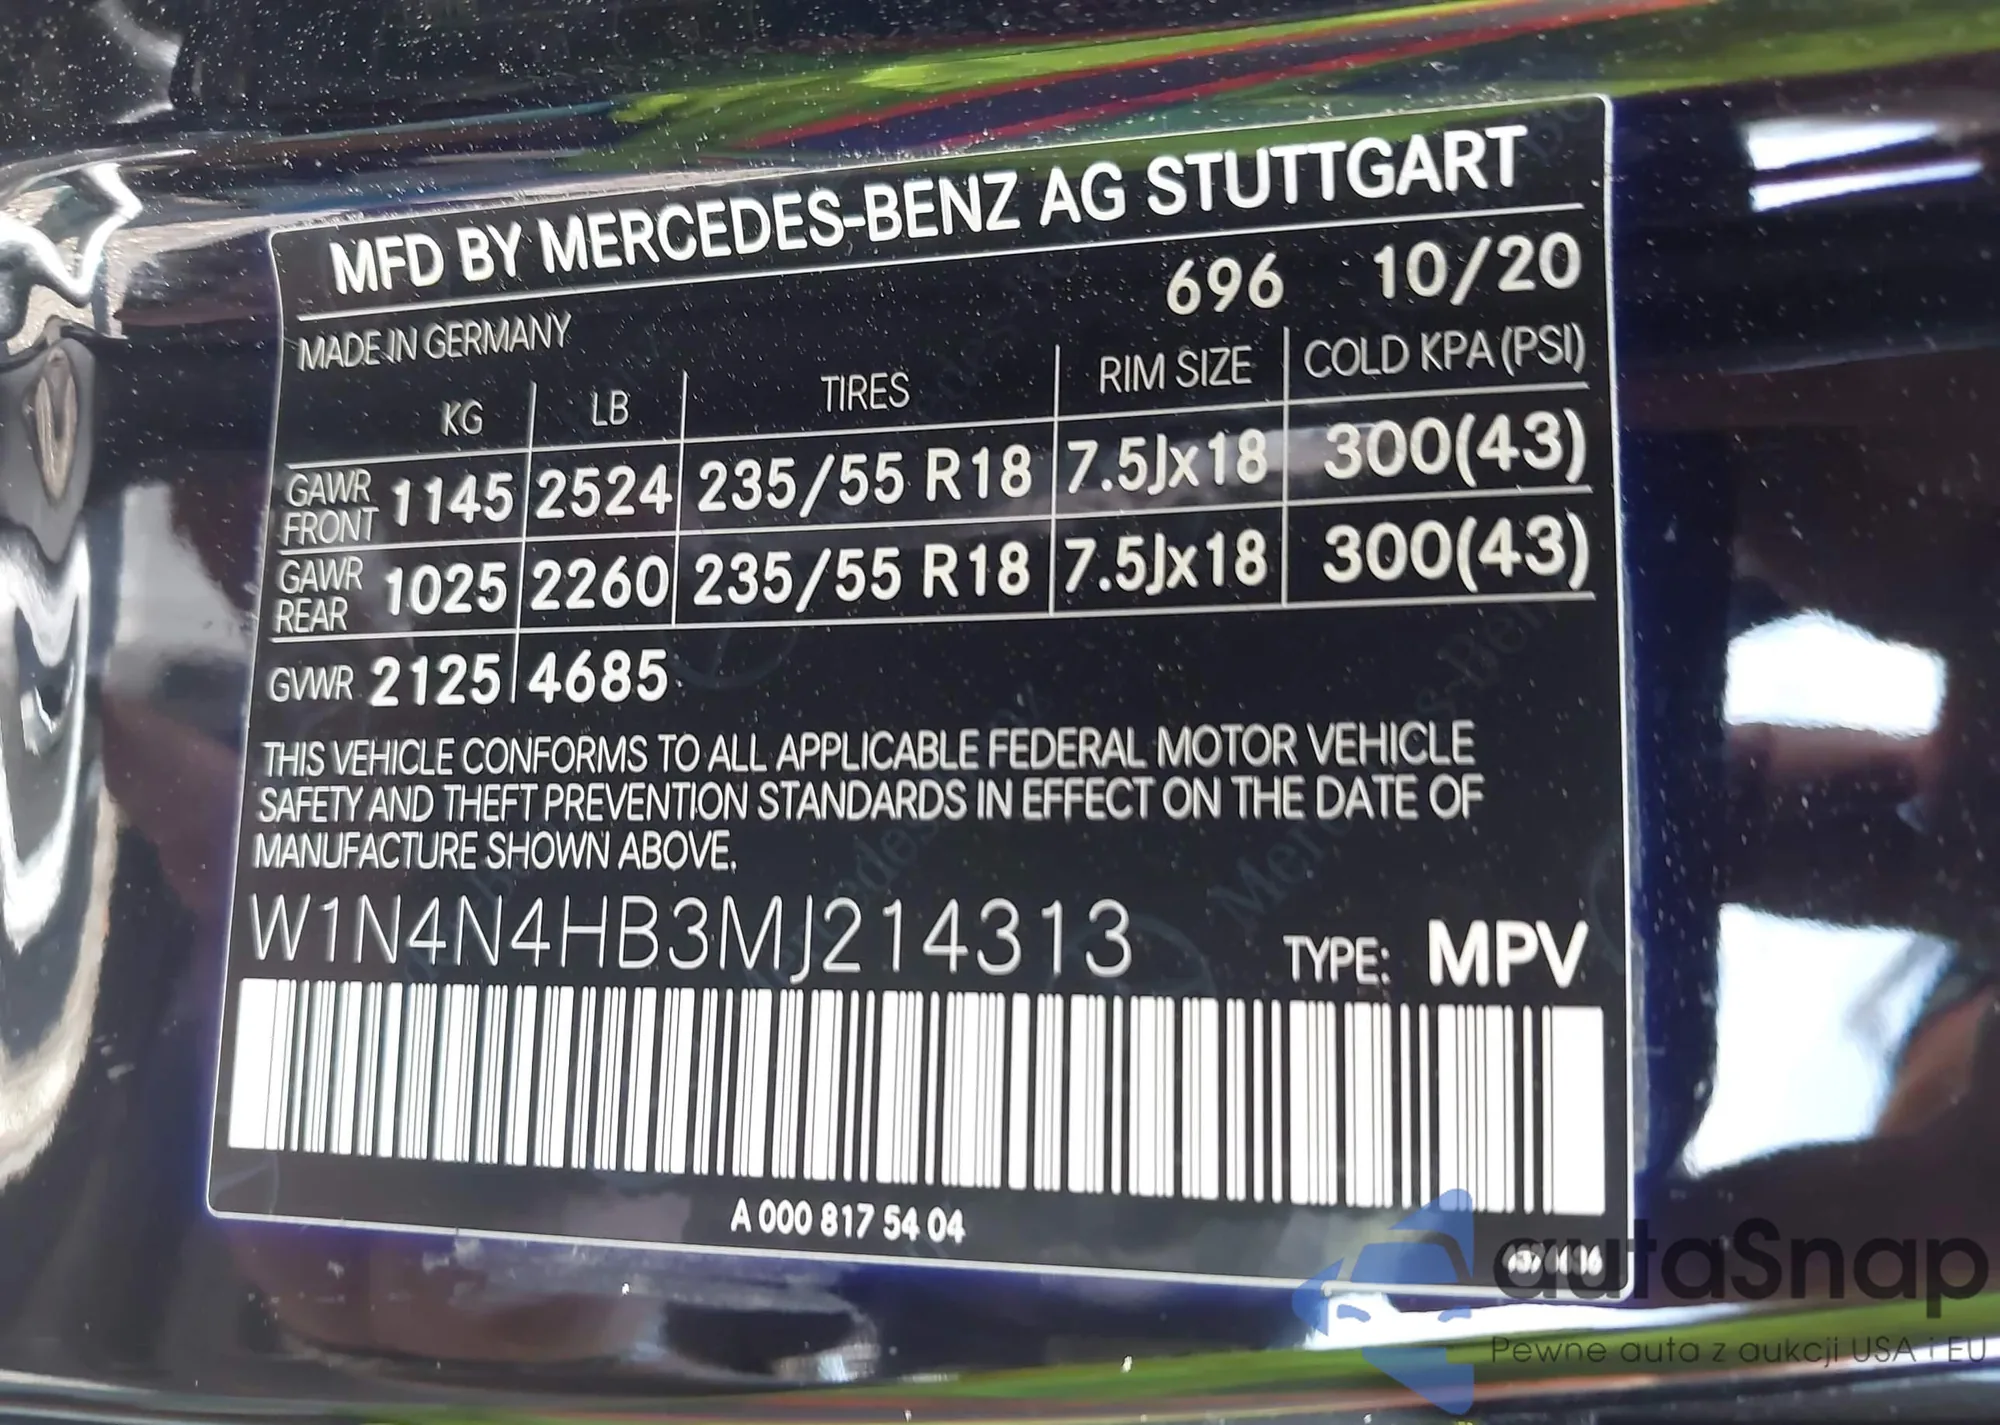 MFD BY MERCEDES-BENZ AG STUTTGART
MADE IN GERMANY 696 10/20
KG LB TIRES RIM SIZE COLD KPA (PSI)
GAWR FRONT 1145 2524 235/55 R18 7.5Jx18 300(43)
GAWR REAR 1025 2260 235/55 R18 7.5Jx18 300(43)
GVWR 2125 4685
THIS VEHICLE CONFORMS TO ALL APPLICABLE FEDERAL MOTOR VEHICLE
SAFETY AND THEFT PREVENTION STANDARDS IN EFFECT ON THE DATE OF
MANUFACTURE SHOWN ABOVE.
W1N4N4HB3MJ214313 TYPE: MPV
A 000 817 54 04
autaSnap
Pewne auta z aukcji USA i EU